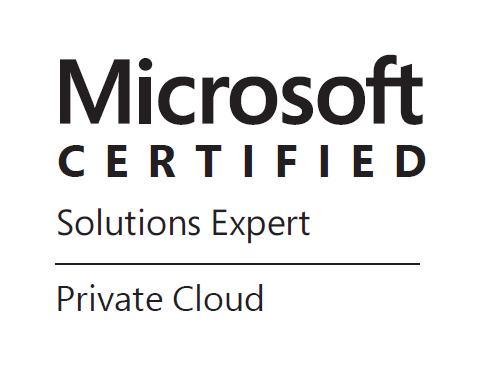 Microsoft
CERTIFIED
Solutions Expert
Private Cloud